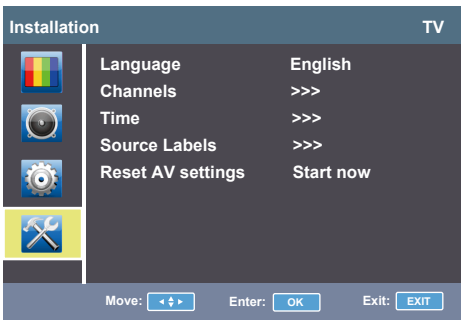 Installation TV
Language English
Channels >>>
Time >>>
Source Labels >>>
Reset AV settings Start now
Move: Enter: OK Exit: EXIT